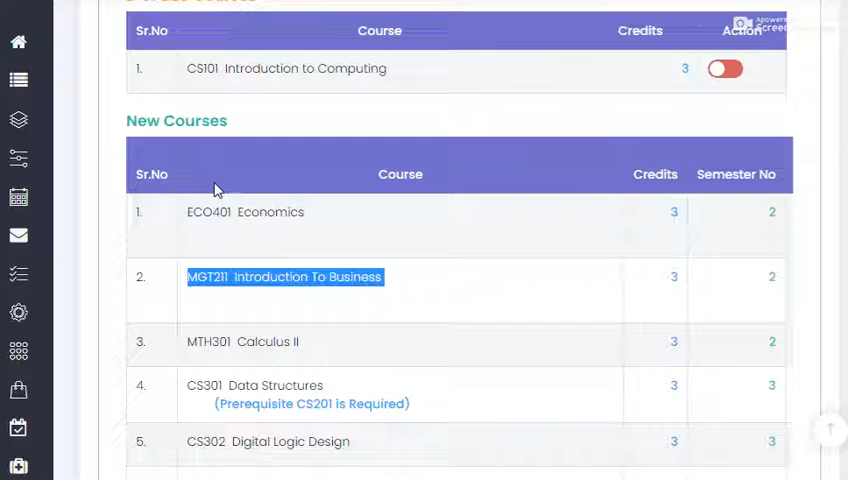 Sr.No Course Credits Action
1. CS101 Introduction to Computing 3
New Courses
Sr.No Course Credits Semester No
1. ECO401 Economics 3 2
2. MGT211 Introduction To Business 3 2
3. MTH301 Calculus II 3 2
4. CS301 Data Structures 3 3
(Prerequisite CS201 is Required)
5. CS302 Digital Logic Design 3 3